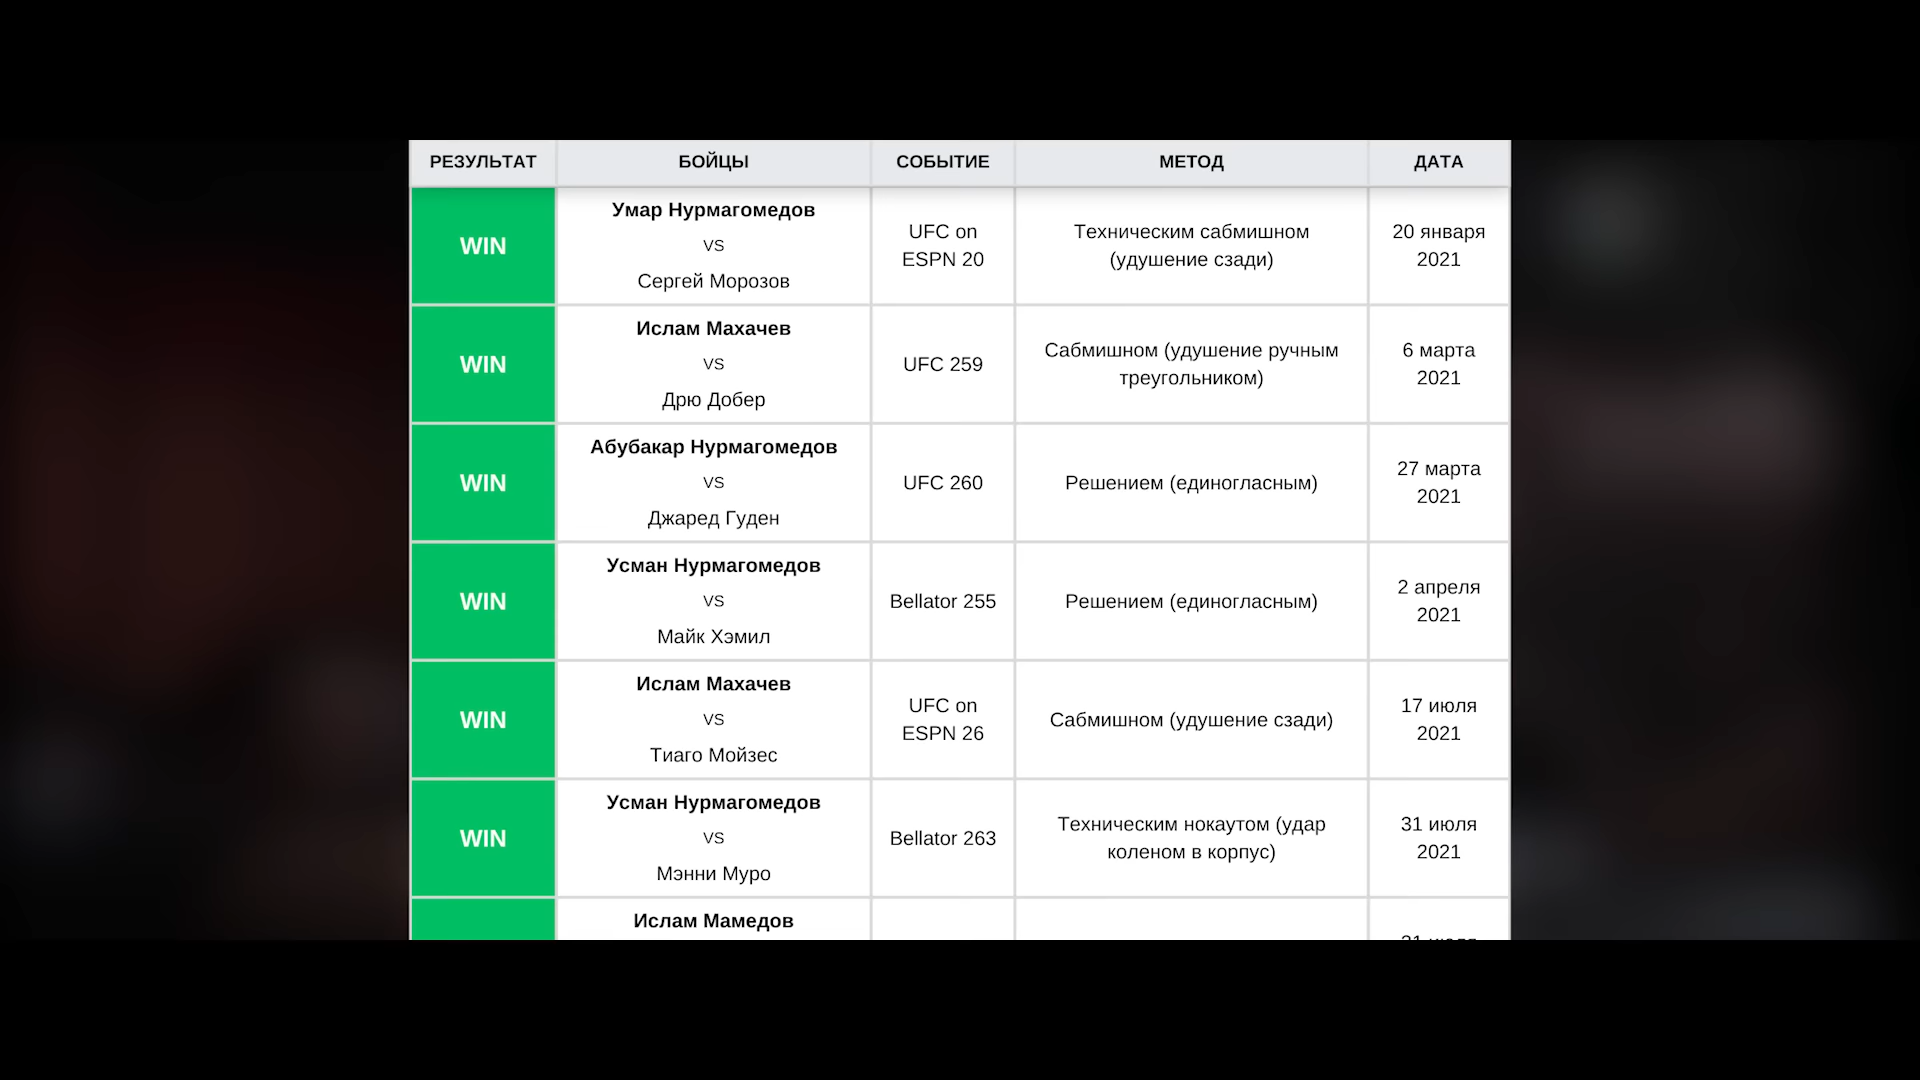 РЕЗУЛЬТАТ БОЙЦЫ СОБЫТИЕ МЕТОД ДАТА
WIN
Умар Нурмагомедов
VS
Сергей Морозов
UFC on
ESPN 20
Техническим сабмишном
(удушение сзади)
20 января
2021
WIN
Ислам Махачев
VS
Дрю Добер
UFC 259
Сабмишном (удушение ручным
треугольником)
6 марта
2021
WIN
Абубакар Нурмагомедов
VS
Джаред Гуден
UFC 260
Решением (единогласным)
27 марта
2021
WIN
Усман Нурмагомедов
VS
Майк Хэмил
Bellator 255
Решением (единогласным)
2 апреля
2021
WIN
Ислам Махачев
VS
Тиаго Мойзес
UFC on
ESPN 26
Сабмишном (удушение сзади)
17 июля
2021
WIN
Усман Нурмагомедов
VS
Мэнни Муро
Bellator 263
Техническим нокаутом (удар
коленом в корпус)
31 июля
2021
Ислам Мамедов